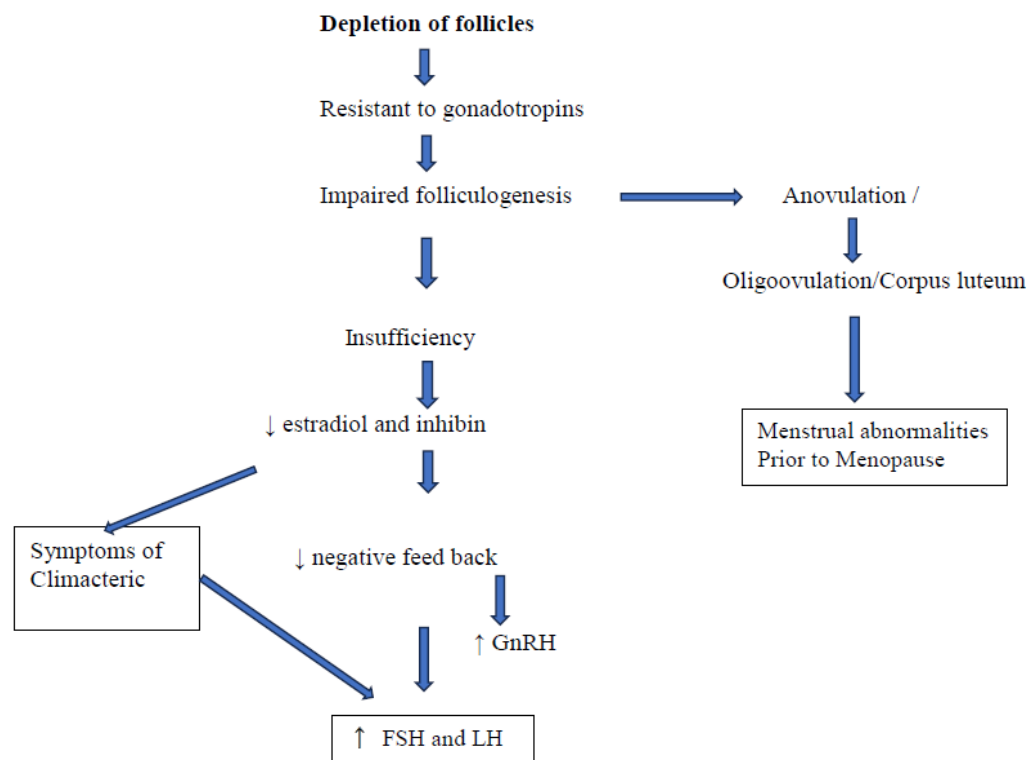 Depletion of follicles
Resistant to gonadotropins
Impaired folliculogenesis
Anovulation /
Oligoovulation/Corpus luteum
Insufficiency
↓ estradiol and inhibin
Menstrual abnormalities
Prior to Menopause
Symptoms of
Climacteric
↓ negative feed back
↑ GnRH
↑ FSH and LH